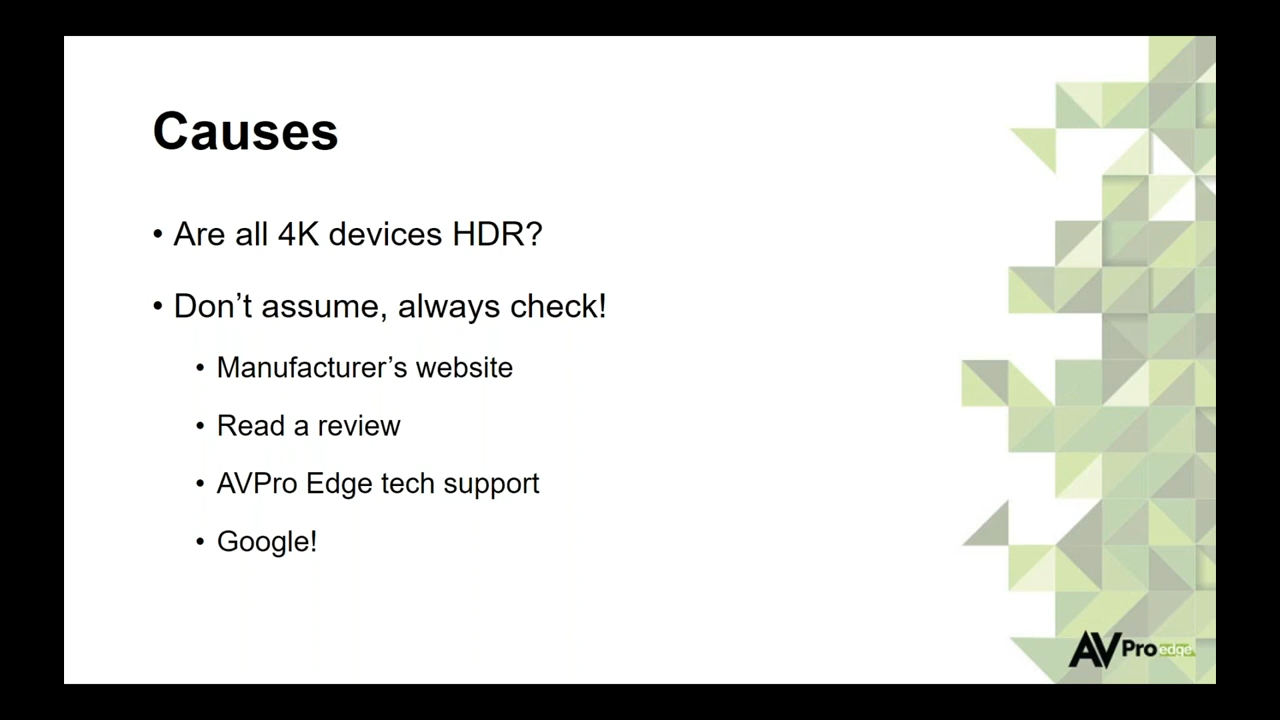 Causes
• Are all 4K devices HDR?
• Don’t assume, always check!
• Manufacturer’s website
• Read a review
• AVPro Edge tech support
• Google!
AVPro edge